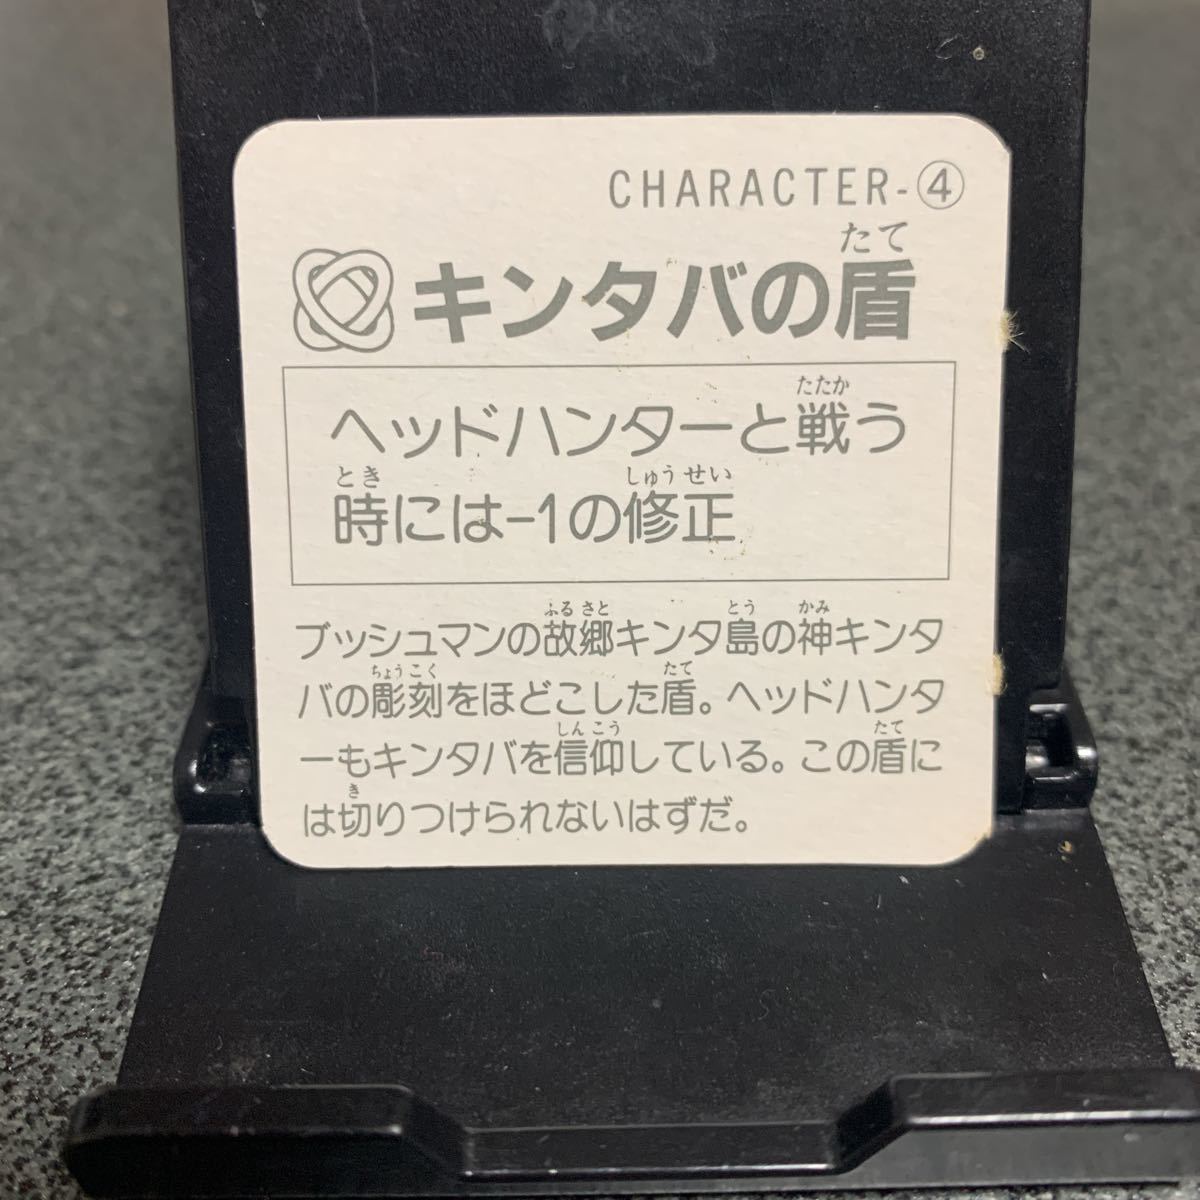 CHARACTER-④
たて
キンタバの盾
たたか
ヘッドハンターと戦う
とき しゅうせい
時には-1の修正
ふるさと とう かみ
ブッシュマンの故郷キンタ島の神キンタ
ちょうこく たて
バの彫刻をほどこした盾。ヘッドハンタ
しんこう たて
ーもキンタバを信仰している。この盾に
き
は切りつけられないはずだ。